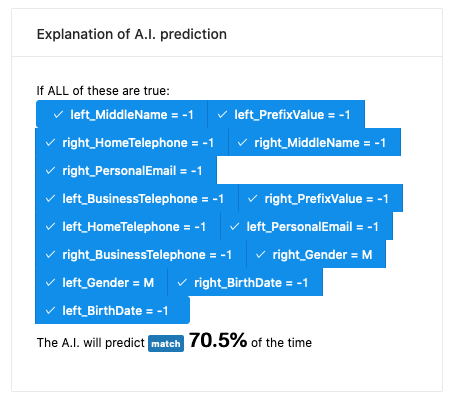 Explanation of A.I. prediction
If ALL of these are true:
✓ left_MiddleName = -1 ✓ left_PrefixValue = -1
✓ right_HomeTelephone = -1 ✓ right_MiddleName = -1
✓ right_PersonalEmail = -1
✓ left_BusinessTelephone = -1 ✓ right_PrefixValue = -1
✓ left_HomeTelephone = -1 ✓ left_PersonalEmail = -1
✓ right_BusinessTelephone = -1 ✓ right_Gender = M
✓ left_Gender = M ✓ right_BirthDate = -1
✓ left_BirthDate = -1
The A.I. will predict match 70.5% of the time